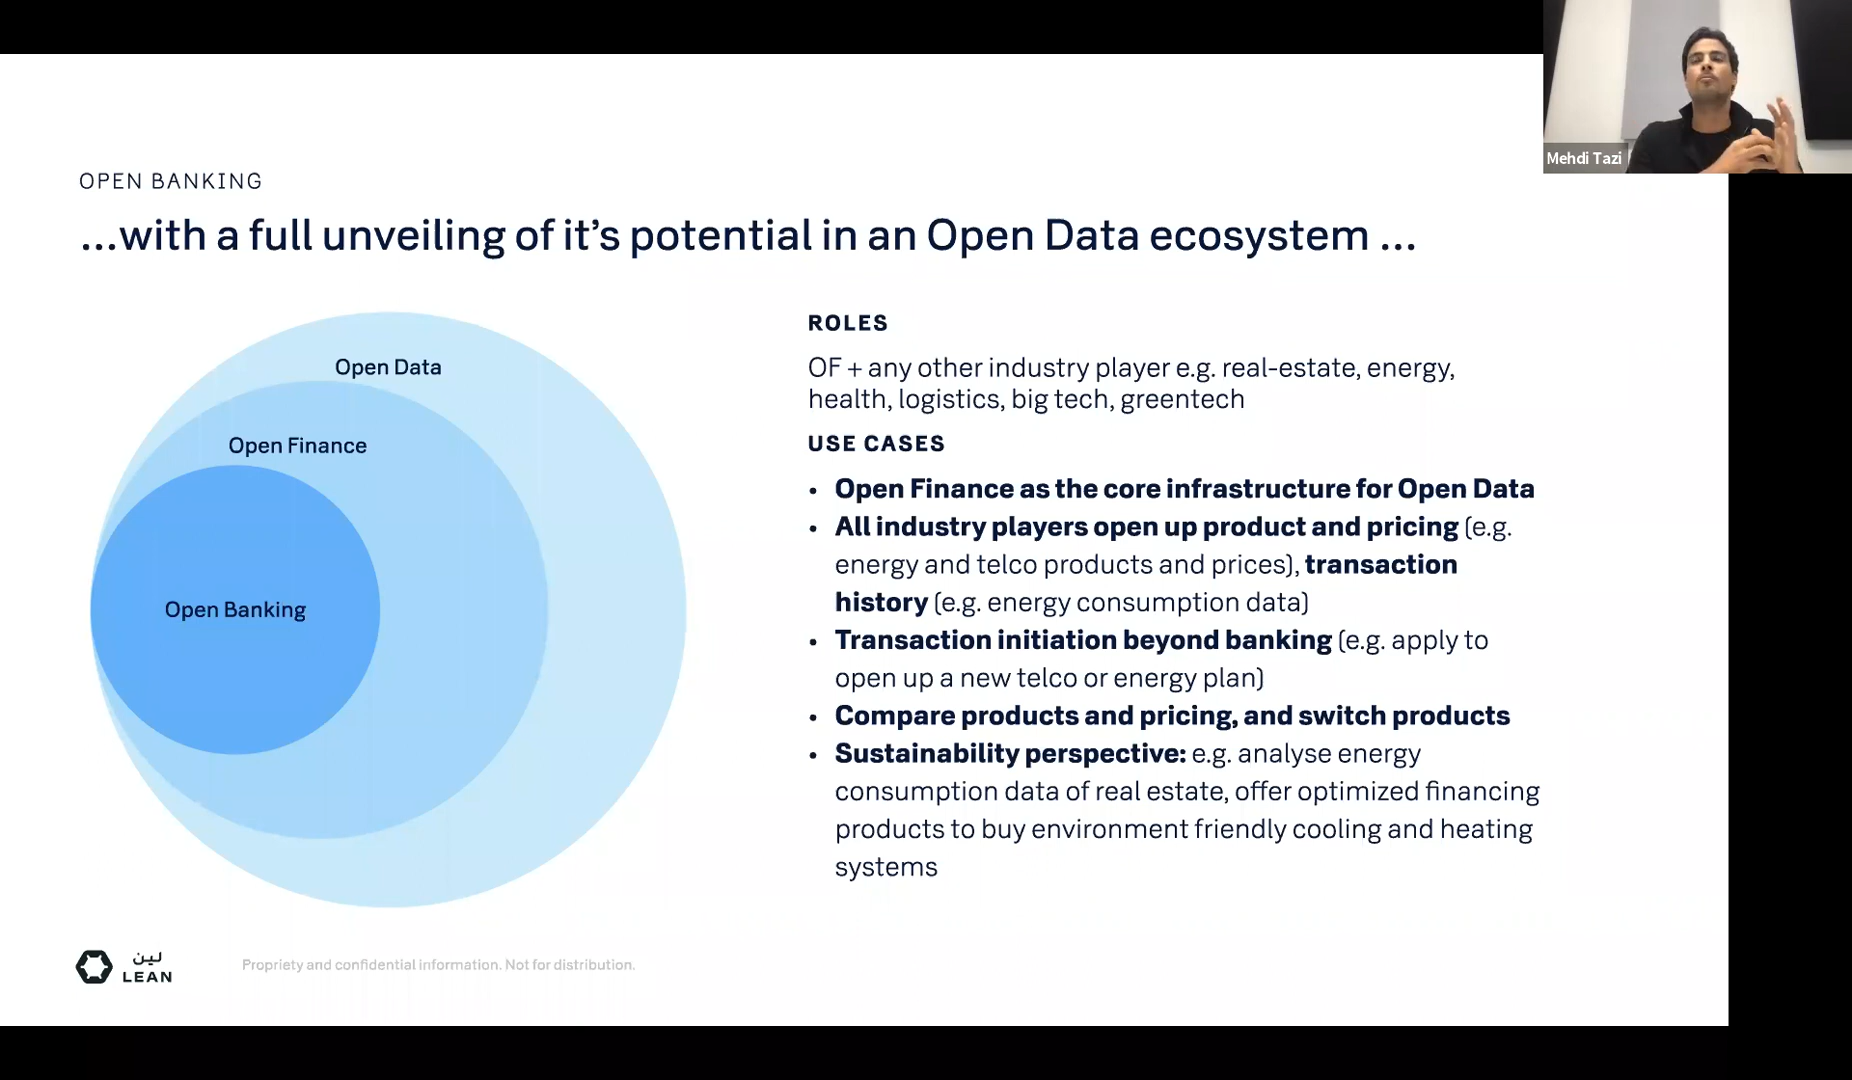 Mehdi Tazi
OPEN BANKING
...with a full unveiling of it’s potential in an Open Data ecosystem ...
Open Data
Open Finance
Open Banking
ROLES
OF + any other industry player e.g. real-estate, energy,
health, logistics, big tech, greentech
USE CASES
• Open Finance as the core infrastructure for Open Data
• All industry players open up product and pricing (e.g.
energy and telco products and prices), transaction
history (e.g. energy consumption data)
• Transaction initiation beyond banking (e.g. apply to
open up a new telco or energy plan)
• Compare products and pricing, and switch products
• Sustainability perspective: e.g. analyse energy
consumption data of real estate, offer optimized financing
products to buy environment friendly cooling and heating
systems
لين
LEAN
Propriety and confidential information. Not for distribution.